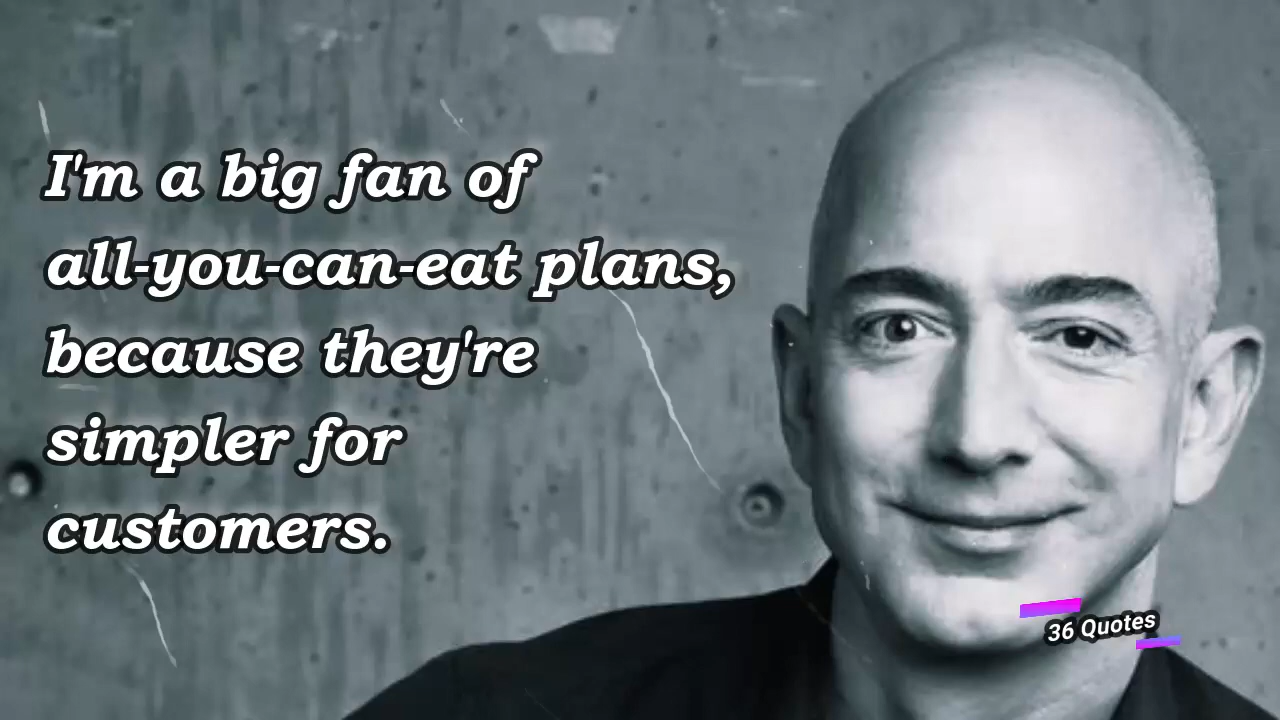 I'm a big fan of
all-you-can-eat plans,
because they're
simpler for
customers.
36 Quotes